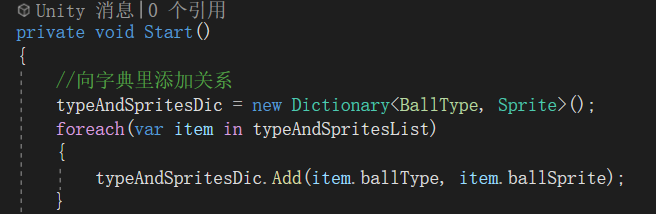 Unity 消息|0 个引用
private void Start()
{
//向字典里添加关系
typeAndSpritesDic = new Dictionary<BallType, Sprite>();
foreach(var item in typeAndSpritesList)
{
typeAndSpritesDic.Add(item.ballType, item.ballSprite);
}